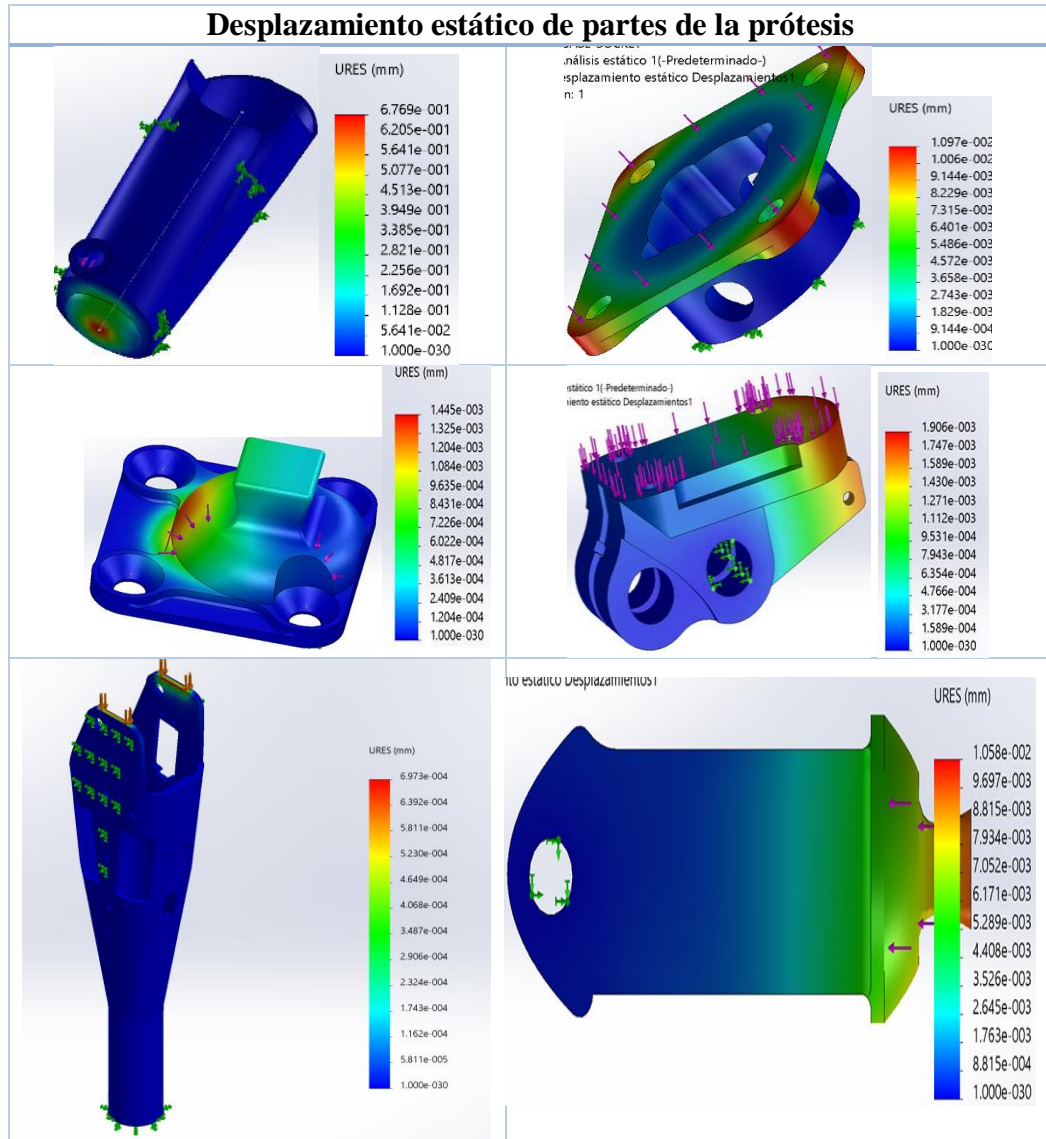 Desplazamiento estático de partes de la prótesis
URES (mm)
6.769e-001
6.205e-001
5.641e-001
5.077e-001
4.513e-001
3.949e 001
3.385e 001
2.821e 001
2.256e 001
1.692e 001
1.128e 001
5.641e-002
1.000e-030
BASE SOCKET
Análisis estático 1(-Predeterminado-)
esplazamiento estático Desplazamientos1
n: 1
URES (mm)
1.097e-002
1.006e-002
9.144e-003
8.229e-003
7.315e-003
6.401e-003
5.486e-003
4.572e-003
3.658e-003
2.743e-003
1.829e-003
9.144e-004
1.000e-030
URES (mm)
1.445e-003
1.325e-003
1.204e-003
1.084e-003
9.635e-004
8.431e-004
7.226e-004
6.022e-004
4.817e-004
3.613e-004
2.409e-004
1.204e-004
1.000e-030
estático 1(-Predeterminado-)
niento estático Desplazamientos1
URES (mm)
1.906e-003
1.747e-003
1.589e-003
1.430e-003
1.271e-003
1.112e-003
9.531e-004
7.943e-004
6.354e-004
4.766e-004
3.177e-004
1.589e-004
1.000e-030
URES (mm)
6.973e-004
6.392e-004
5.811e-004
5.230e-004
4.649e-004
4.068e-004
3.487e-004
2.906e-004
2.324e-004
1.743e-004
1.162e-004
5.811e-005
1.000e-030
nto estático Desplazamientos1
URES (mm)
1.058e-002
9.697e-003
8.815e-003
7.934e-003
7.052e-003
6.171e-003
5.289e-003
4.408e-003
3.526e-003
2.645e-003
1.763e-003
8.815e-004
1.000e-030